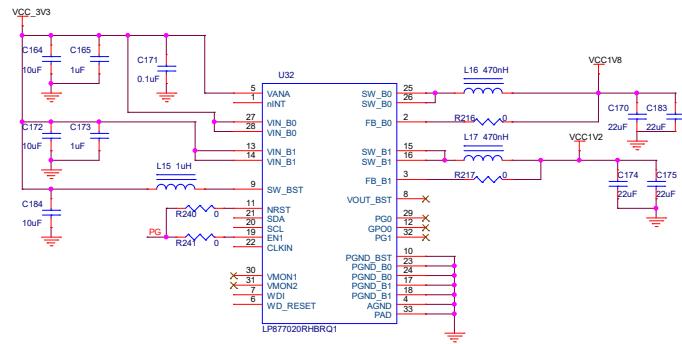 VCC_3V3
C164
10uF
C165
1uF
C171
0.1uF
C172
10uF
C173
1uF
L15 1uH
C184
10uF
PG
R240 0
R241 0
U32
5 VANA
1 nINT
27 VIN_B0
28 VIN_B0
13 VIN_B1
14 VIN_B1
9 SW_BST
11 NRST
21 SDA
20 SCL
19 EN1
22 CLKIN
30 VMON1
31 VMON2
7 WDI
6 WD_RESET
LP877020RHBRQ1
SW_B0 25
SW_B0 26
FB_B0 2
SW_B1 15
SW_B1 16
FB_B1 3
VOUT_BST 8
PG0 29
GPO0 12
PG1 32
PGND_BST 10
PGND_B0 23
PGND_B0 24
PGND_B1 17
PGND_B1 18
AGND 4
PAD 33
L16 470nH
R216 0
VCC1V8
C170
22uF
C183
22uF
L17 470nH
R217 0
VCC1V2
C174
22uF
C175
22uF